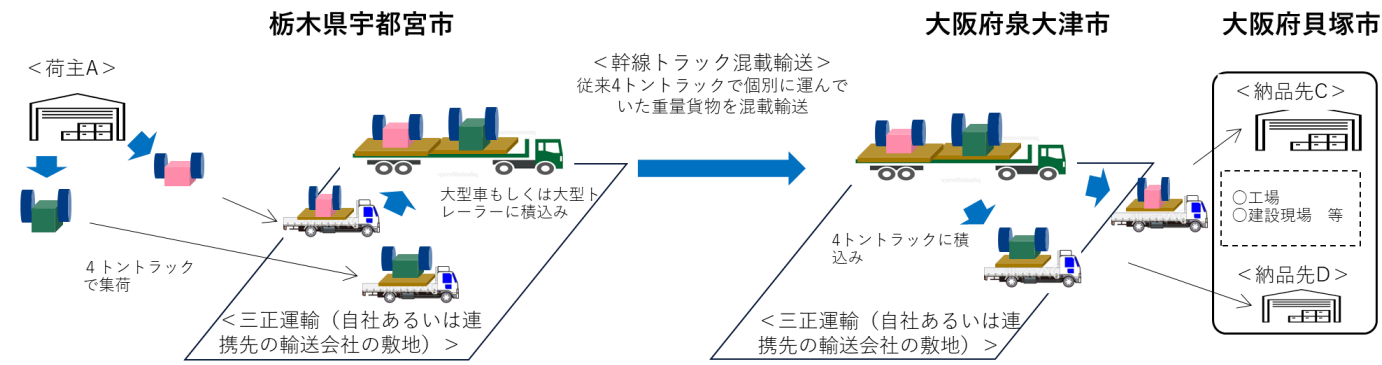 栃木県宇都宮市
大阪府泉大津市
大阪府貝塚市
＜荷主A＞
４トントラック
で集荷
大型車もしくは大型ト
レーラーに積込み
＜三正運輸（自社あるいは連
携先の輸送会社の敷地）＞
＜幹線トラック混載輸送＞
従来4トントラックで個別に運んで
いた重量貨物を混載輸送
4トントラックに積
込み
＜三正運輸（自社あるいは連
携先の輸送会社の敷地）＞
＜納品先C＞
○工場
○建設現場　等
＜納品先D＞